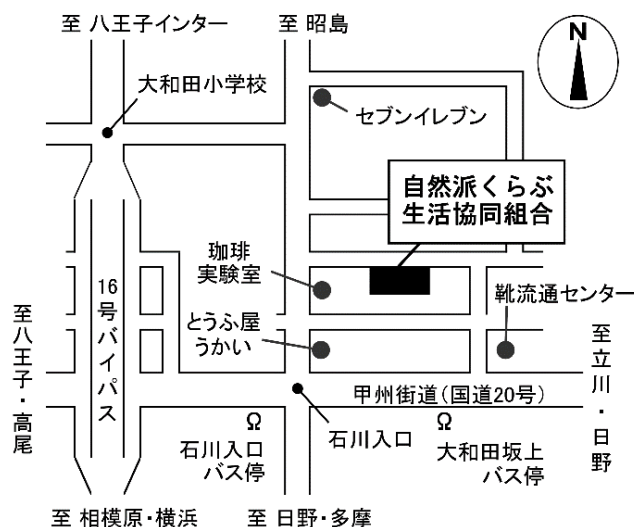 至 八王子インター
至 昭島
N
大和田小学校
セブンイレブン
自然派くらぶ
生活協同組合
珈琲
実験室
16号バイパス
靴流通センター
とうふ屋
うかい
至八王子・高尾
至立川・日野
甲州街道(国道20号)
石川入口
バス停
石川入口
大和田坂上
バス停
至 相模原・横浜
至 日野・多摩